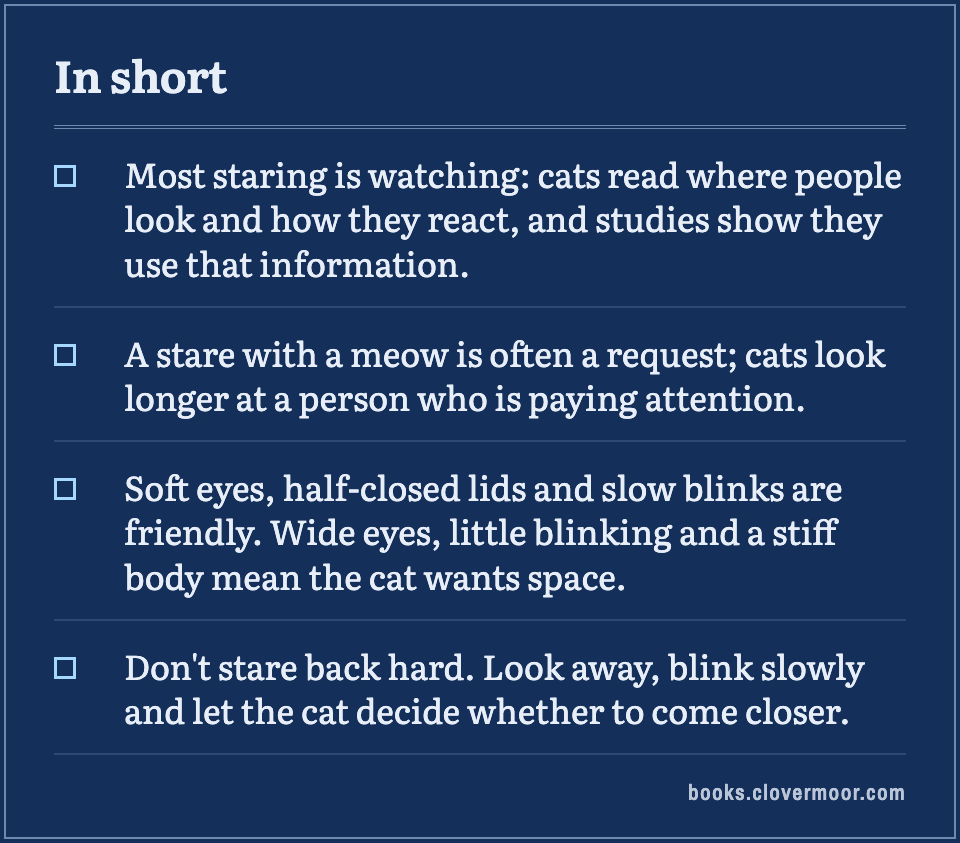 In short
Most staring is watching: cats read where people
look and how they react, and studies show they
use that information.
A stare with a meow is often a request; cats look
longer at a person who is paying attention.
Soft eyes, half-closed lids and slow blinks are
friendly. Wide eyes, little blinking and a stiff
body mean the cat wants space.
Don't stare back hard. Look away, blink slowly
and let the cat decide whether to come closer.
books.clovermoor.com